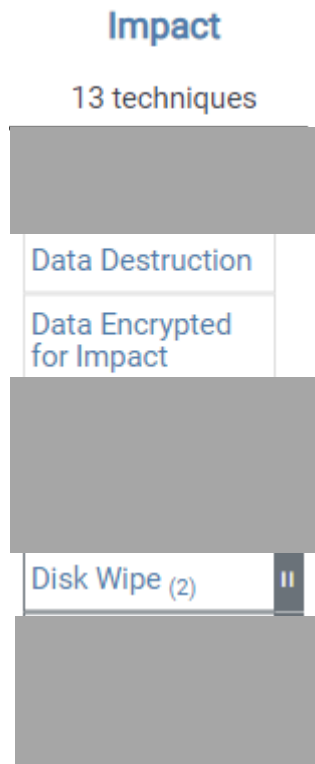 Impact
13 techniques
Data Destruction
Data Encrypted
for Impact
Disk Wipe (2)